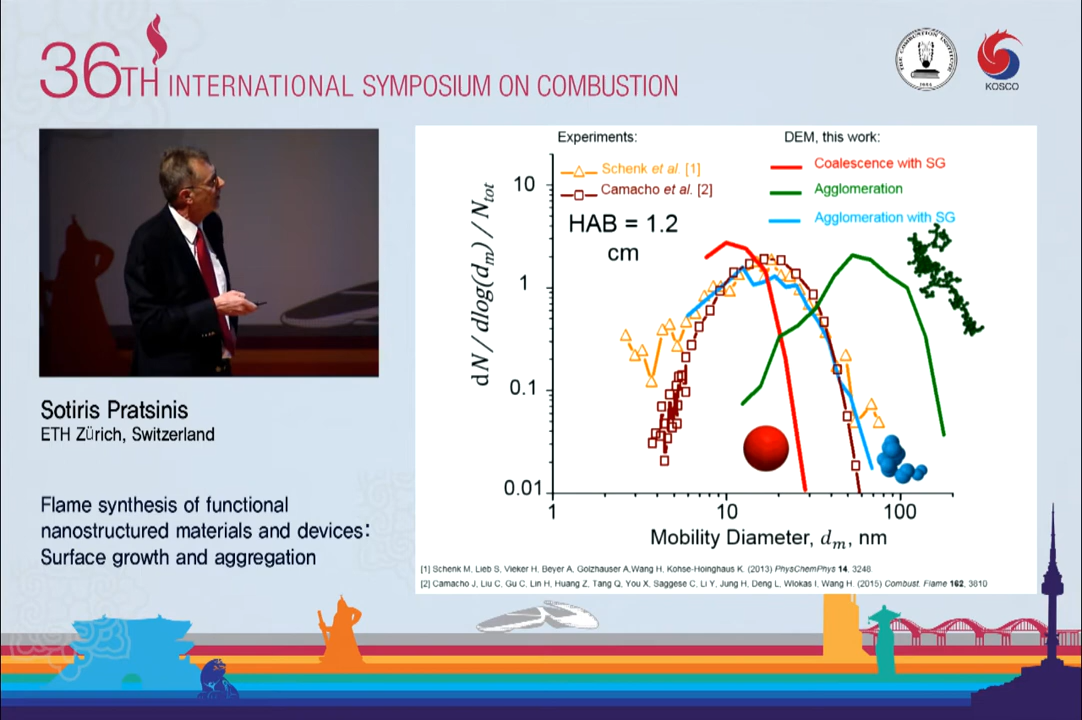 36TH INTERNATIONAL SYMPOSIUM ON COMBUSTION
THE COMBUSTION INSTITUTE
KOSCO
Sotiris Pratsinis
ETH Zürich, Switzerland
Flame synthesis of functional
nanostructured materials and devices:
Surface growth and aggregation
Experiments:
Schenk et al. [1]
Camacho et al. [2]
DEM, this work:
Coalescence with SG
Agglomeration
Agglomeration with SG
HAB = 1.2
cm
dN / dlog(dₘ) / Nₜₒₜ
10
1
0.1
0.01
1
10
100
Mobility Diameter, dₘ, nm
[1] Schenk M, Lieb S, Vieker H, Beyer A, Golzhauser A,Wang H, Kohse-Hoinghaus K. (2013) PhysChemPhys 14, 3248
[2] Camacho J, Liu C, Gu C, Lin H, Huang Z, Tang Q, You X, Saggese C, Li Y, Jung H, Deng L, Wlokas I, Wang H. (2015) Combust. Flame 162, 3810